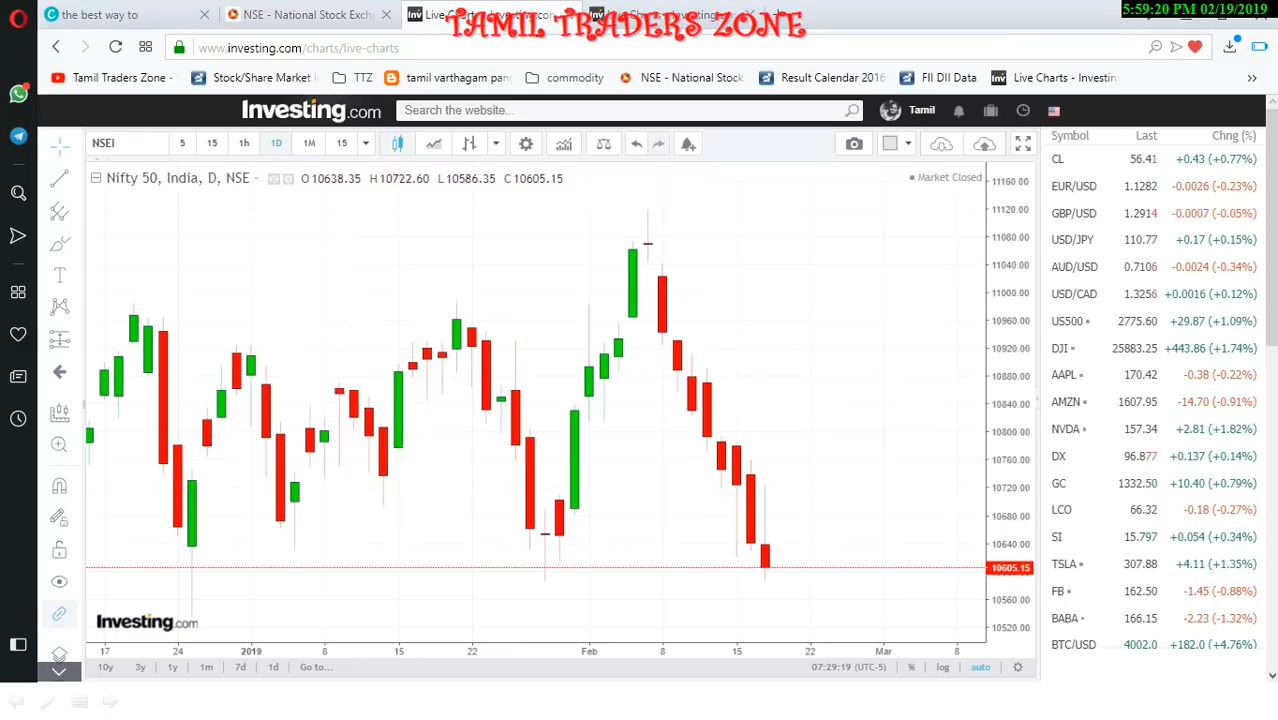 5:59:20 PM 02/19/2019
the best way to
NSE - National Stock Exch
TAMIL TRADERS ZONE
www.investing.com/charts/live-charts
Tamil Traders Zone - Stock/Share Market TTZ tamil varthagam pan commodity NSE - National Stock Result Calendar 2016 FII DII Data Live Charts - Investin
Investing.com Search the website... Tamil
NSEI 5 15 1h 1D 1M 15
Nifty 50, India, D, NSE O 10638.35 H 10722.60 L 10586.35 C 10605.15
Market Closed
11160.00
11120.00
11080.00
11040.00
11000.00
10960.00
10920.00
10880.00
10840.00
10800.00
10760.00
10720.00
10680.00
10640.00
10605.15
10560.00
10520.00
Investing.com
17 24 2019 8 15 22 Feb 8 15 22 Mar 8
10y 3y 1y 1m 7d 1d Go to... 07:29:19 (UTC-5) % log auto
Symbol Last Chng (%)
CL 56.41 +0.43 (+0.77%)
EUR/USD 1.1282 -0.0026 (-0.23%)
GBP/USD 1.2914 -0.0007 (-0.05%)
USD/JPY 110.77 +0.17 (+0.15%)
AUD/USD 0.7106 -0.0024 (-0.34%)
USD/CAD 1.3256 +0.0016 (+0.12%)
US500 2775.60 +29.87 (+1.09%)
DJI 25883.25 +443.86 (+1.74%)
AAPL 170.42 -0.38 (-0.22%)
AMZN 1607.95 -14.70 (-0.91%)
NVDA 157.34 +2.81 (+1.82%)
DX 96.877 +0.137 (+0.14%)
GC 1332.50 +10.40 (+0.79%)
LCO 66.32 -0.18 (-0.27%)
SI 15.797 +0.054 (+0.34%)
TSLA 307.88 +4.11 (+1.35%)
FB 162.50 -1.45 (-0.88%)
BABA 166.15 -2.23 (-1.32%)
BTC/USD 4002.0 +182.0 (+4.76%)